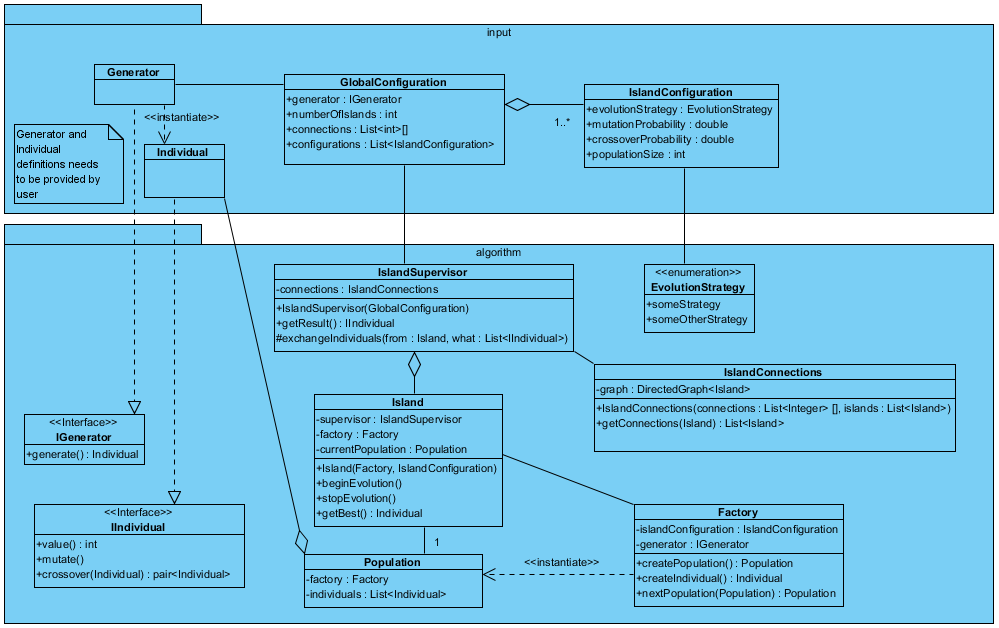 input
Generator
<<instantiate>>
Generator and
Individual
definitions needs
to be provided by
user
Individual
GlobalConfiguration
+generator : IGenerator
+numberOfIslands : int
+connections : List<int>[]
+configurations : List<IslandConfiguration>
1..*
IslandConfiguration
+evolutionStrategy : EvolutionStrategy
+mutationProbability : double
+crossoverProbability : double
+populationSize : int
algorithm
IslandSupervisor
-connections : IslandConnections
+IslandSupervisor(GlobalConfiguration)
+getResult() : IIndividual
#exchangeIndividuals(from : Island, what : List<IIndividual>)
<<enumeration>>
EvolutionStrategy
+someStrategy
+someOtherStrategy
IslandConnections
-graph : DirectedGraph<Island>
+IslandConnections(connections : List<Integer> [], islands : List<Island>)
+getConnections(Island) : List<Island>
Island
-supervisor : IslandSupervisor
-factory : Factory
-currentPopulation : Population
+Island(Factory, IslandConfiguration)
+beginEvolution()
+stopEvolution()
+getBest() : Individual
<<Interface>>
IGenerator
+generate() : Individual
<<Interface>>
IIndividual
+value() : int
+mutate()
+crossover(Individual) : pair<Individual>
1
Population
-factory : Factory
-individuals : List<Individual>
<<instantiate>>
Factory
-islandConfiguration : IslandConfiguration
-generator : IGenerator
+createPopulation() : Population
+createIndividual() : Individual
+nextPopulation(Population) : Population